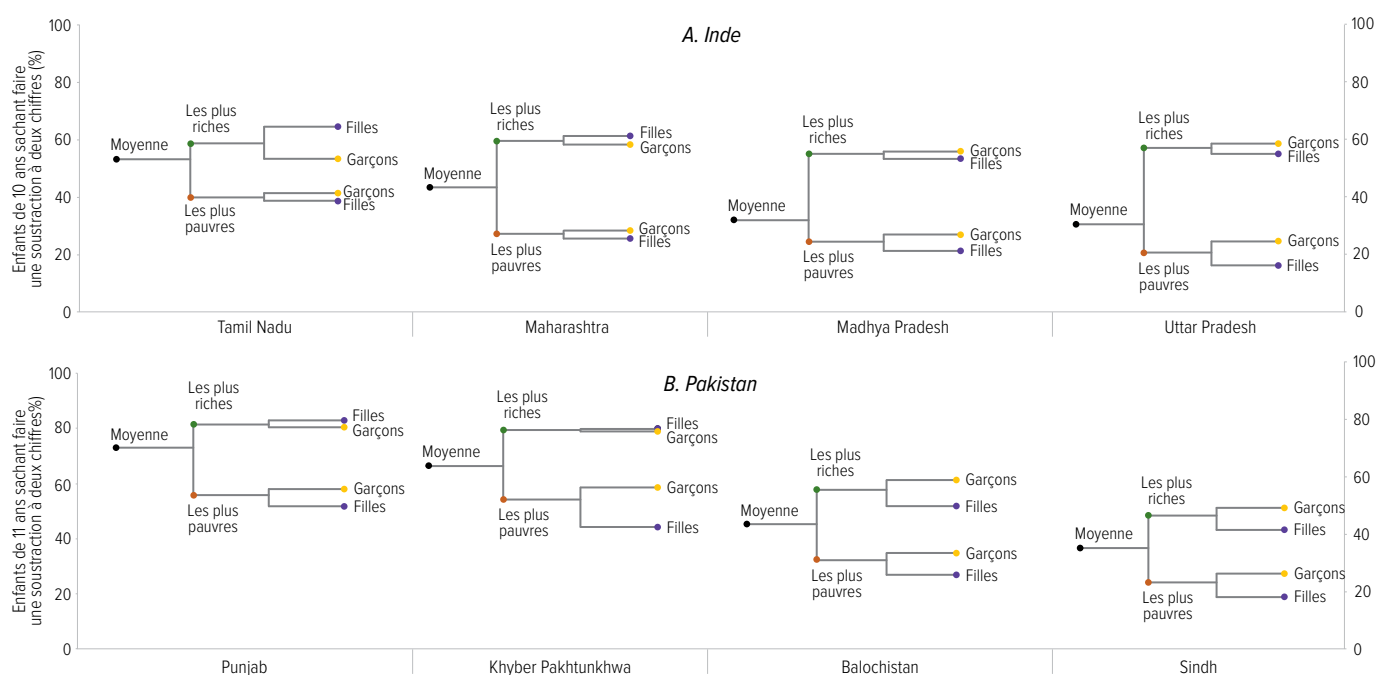 A. Inde
Enfants de 10 ans sachant faire
une soustraction à deux chiffres (%)
100
80
60
40
20
0
Moyenne
Les plus
riches
Filles
Garçons
Les plus
pauvres
Garçons
Filles
Moyenne
Les plus
riches
Filles
Garçons
Les plus
pauvres
Garçons
Filles
Moyenne
Les plus
riches
Garçons
Filles
Les plus
pauvres
Garçons
Filles
Moyenne
Les plus
riches
Garçons
Filles
Les plus
pauvres
Garçons
Filles
100
80
60
40
20
0
Tamil Nadu
Maharashtra
Madhya Pradesh
Uttar Pradesh
B. Pakistan
Enfants de 11 ans sachant faire
une soustraction à deux chiffres%)
100
80
60
40
20
0
Moyenne
Les plus
riches
Filles
Garçons
Les plus
pauvres
Garçons
Filles
Moyenne
Les plus
riches
Filles
Garçons
Les plus
pauvres
Garçons
Filles
Moyenne
Les plus
riches
Garçons
Filles
Les plus
pauvres
Garçons
Filles
Moyenne
Les plus
riches
Garçons
Filles
Les plus
pauvres
Garçons
Filles
100
80
60
40
20
0
Punjab
Khyber Pakhtunkhwa
Balochistan
Sindh